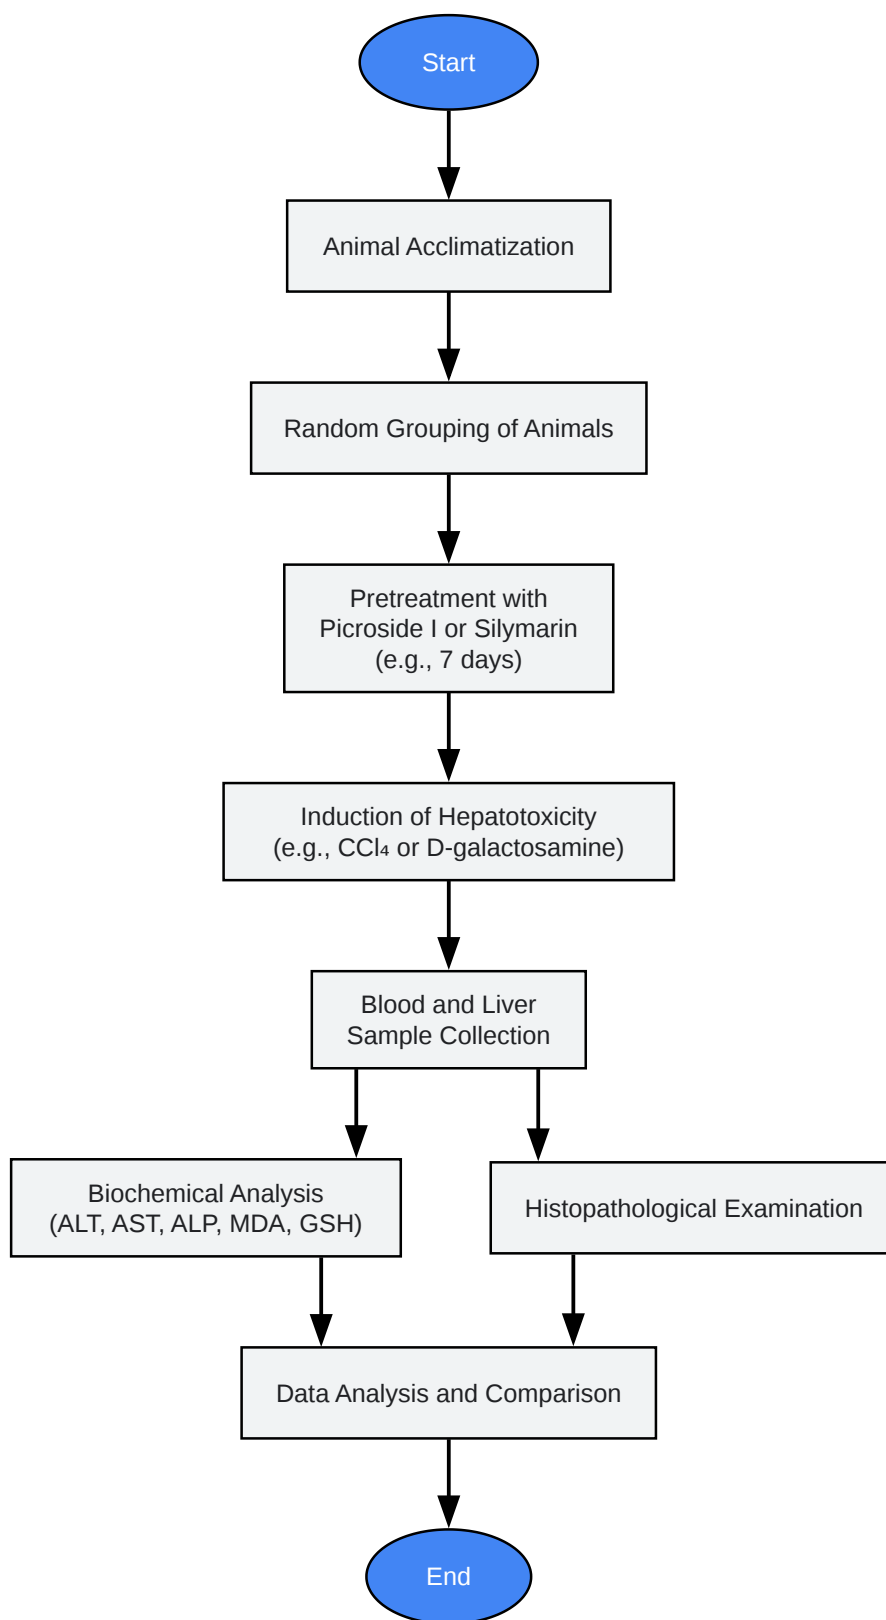 Start
Animal Acclimatization
Random Grouping of Animals
Pretreatment with
Picroside I or Silymarin
(e.g., 7 days)
Induction of Hepatotoxicity
(e.g., CCl₄ or D-galactosamine)
Blood and Liver
Sample Collection
Biochemical Analysis
(ALT, AST, ALP, MDA, GSH)
Histopathological Examination
Data Analysis and Comparison
End